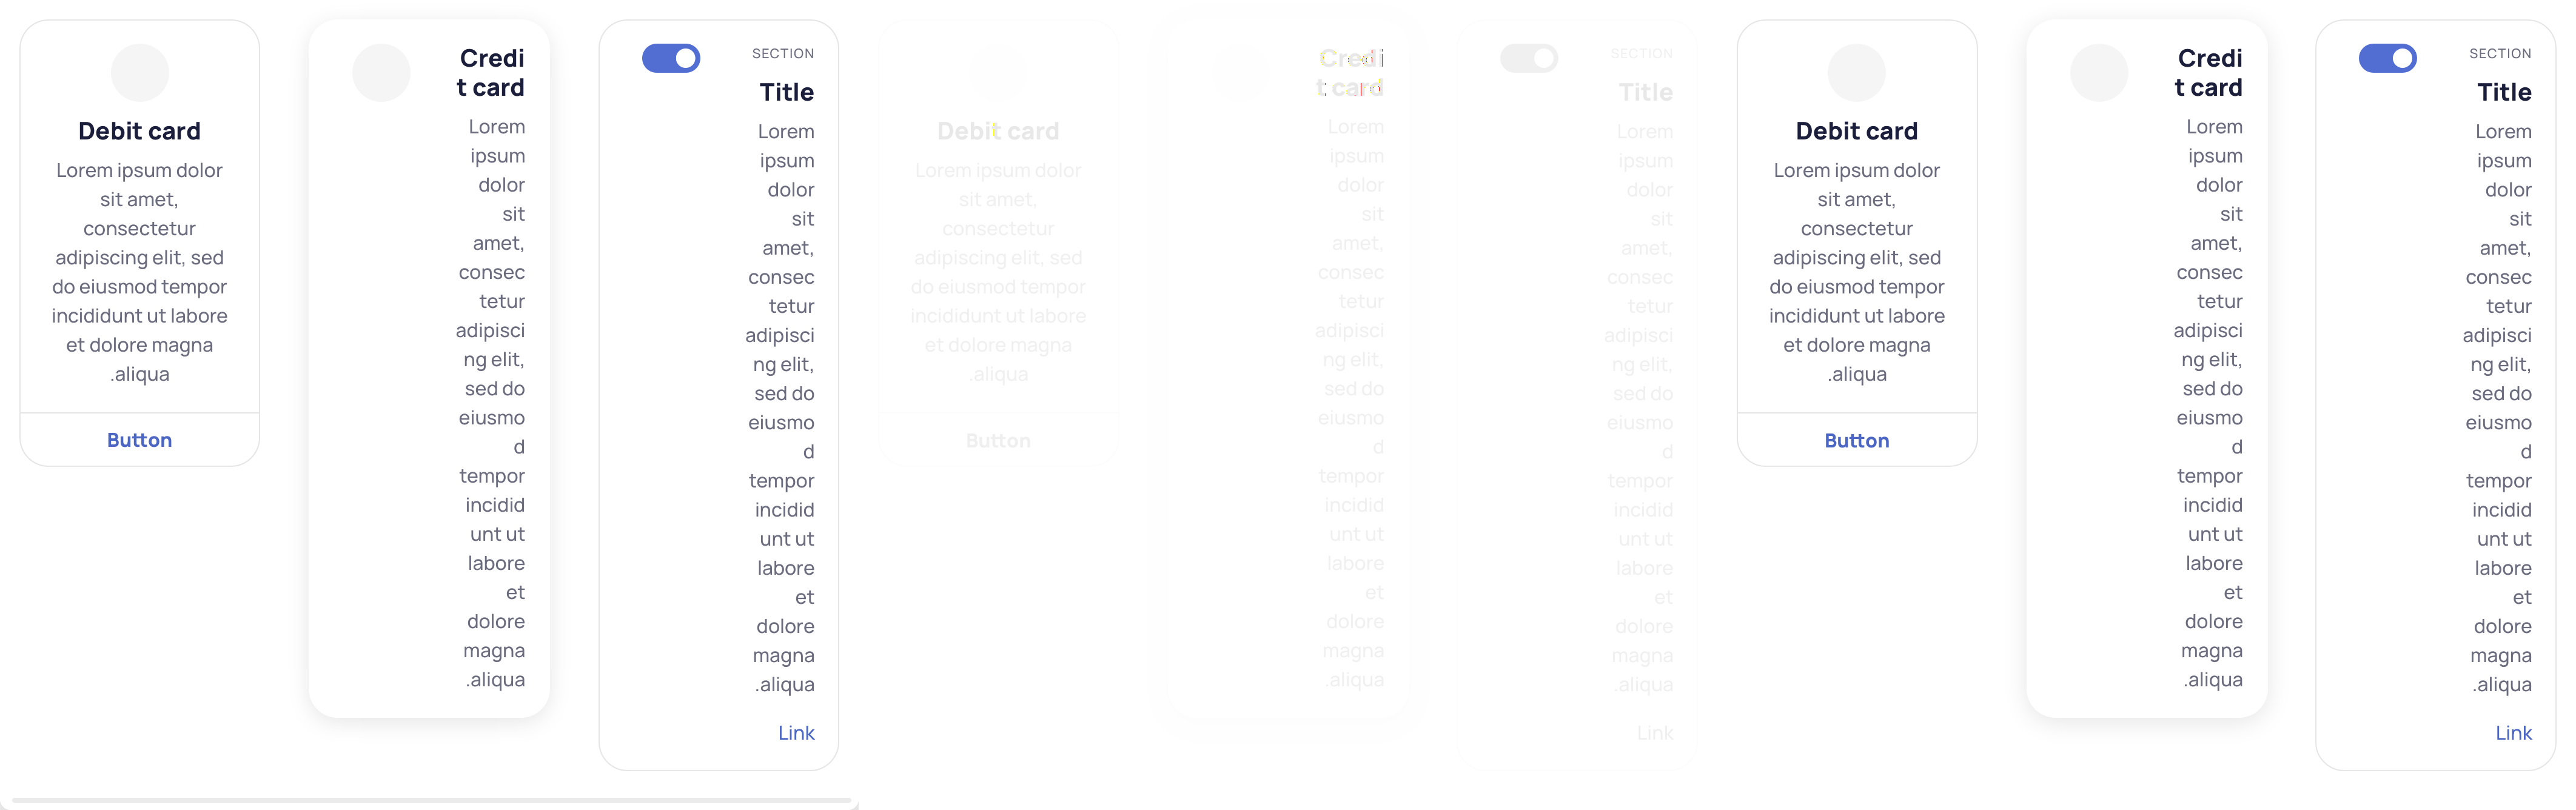 Debit card
Lorem ipsum dolor
sit amet,
consectetur
adipiscing elit, sed
do eiusmod tempor
incididunt ut labore
et dolore magna
.aliqua
Button
Credi
t card
Lorem
ipsum
dolor
sit
amet,
consec
tetur
adipisci
ng elit,
sed do
eiusmo
d
tempor
incidid
unt ut
labore
et
dolore
magna
.aliqua
SECTION
Title
Lorem
ipsum
dolor
sit
amet,
consec
tetur
adipisci
ng elit,
sed do
eiusmo
d
tempor
incidid
unt ut
labore
et
dolore
magna
.aliqua
Link
Debit card
Lorem ipsum dolor
sit amet,
consectetur
adipiscing elit, sed
do eiusmod tempor
incididunt ut labore
et dolore magna
.aliqua
Button
Credi
t card
Lorem
ipsum
dolor
sit
amet,
consec
tetur
adipisci
ng elit,
sed do
eiusmo
d
tempor
incidid
unt ut
labore
et
dolore
magna
.aliqua
SECTION
Title
Lorem
ipsum
dolor
sit
amet,
consec
tetur
adipisci
ng elit,
sed do
eiusmo
d
tempor
incidid
unt ut
labore
et
dolore
magna
.aliqua
Link
Debit card
Lorem ipsum dolor
sit amet,
consectetur
adipiscing elit, sed
do eiusmod tempor
incididunt ut labore
et dolore magna
.aliqua
Button
Credi
t card
Lorem
ipsum
dolor
sit
amet,
consec
tetur
adipisci
ng elit,
sed do
eiusmo
d
tempor
incidid
unt ut
labore
et
dolore
magna
.aliqua
SECTION
Title
Lorem
ipsum
dolor
sit
amet,
consec
tetur
adipisci
ng elit,
sed do
eiusmo
d
tempor
incidid
unt ut
labore
et
dolore
magna
.aliqua
Link